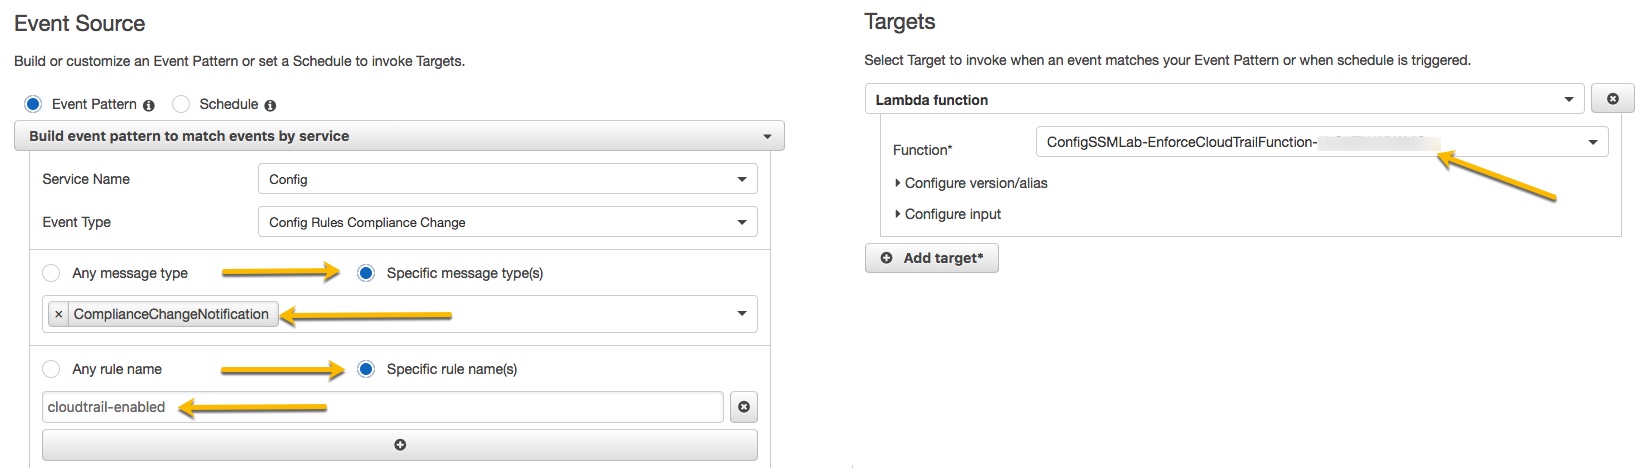 Event Source
Build or customize an Event Pattern or set a Schedule to invoke Targets.
Event Pattern
Schedule
Build event pattern to match events by service
Service Name
Config
Event Type
Config Rules Compliance Change
Any message type
Specific message type(s)
× ComplianceChangeNotification
Any rule name
Specific rule name(s)
cloudtrail-enabled
Targets
Select Target to invoke when an event matches your Event Pattern or when schedule is triggered.
Lambda function
Function*
ConfigSSMLab-EnforceCloudTrailFunction-
Configure version/alias
Configure input
Add target*